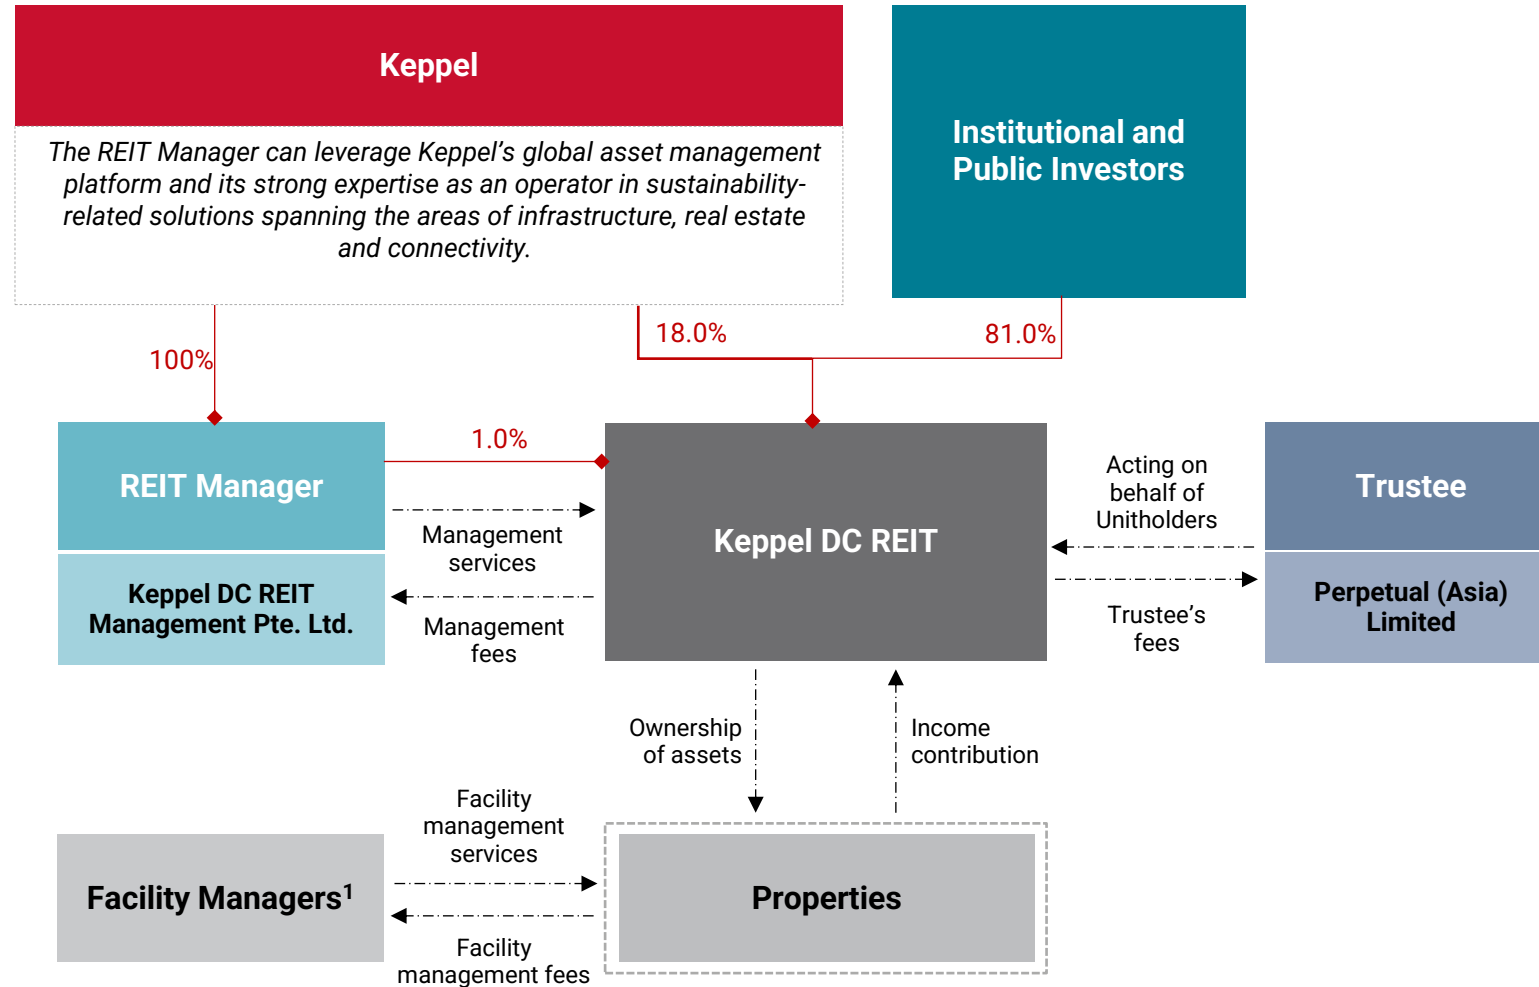 Keppel
The REIT Manager can leverage Keppel’s global asset management
platform and its strong expertise as an operator in sustainability-
related solutions spanning the areas of infrastructure, real estate
and connectivity.
Institutional and
Public Investors
100%
18.0%
81.0%
REIT Manager
Keppel DC REIT
Management Pte. Ltd.
1.0%
Management
services
Management
fees
Keppel DC REIT
Acting on
behalf of
Unitholders
Trustee’s
fees
Trustee
Perpetual (Asia)
Limited
Ownership
of assets
Income
contribution
Facility Managers¹
Facility
management
services
Facility
management fees
Properties